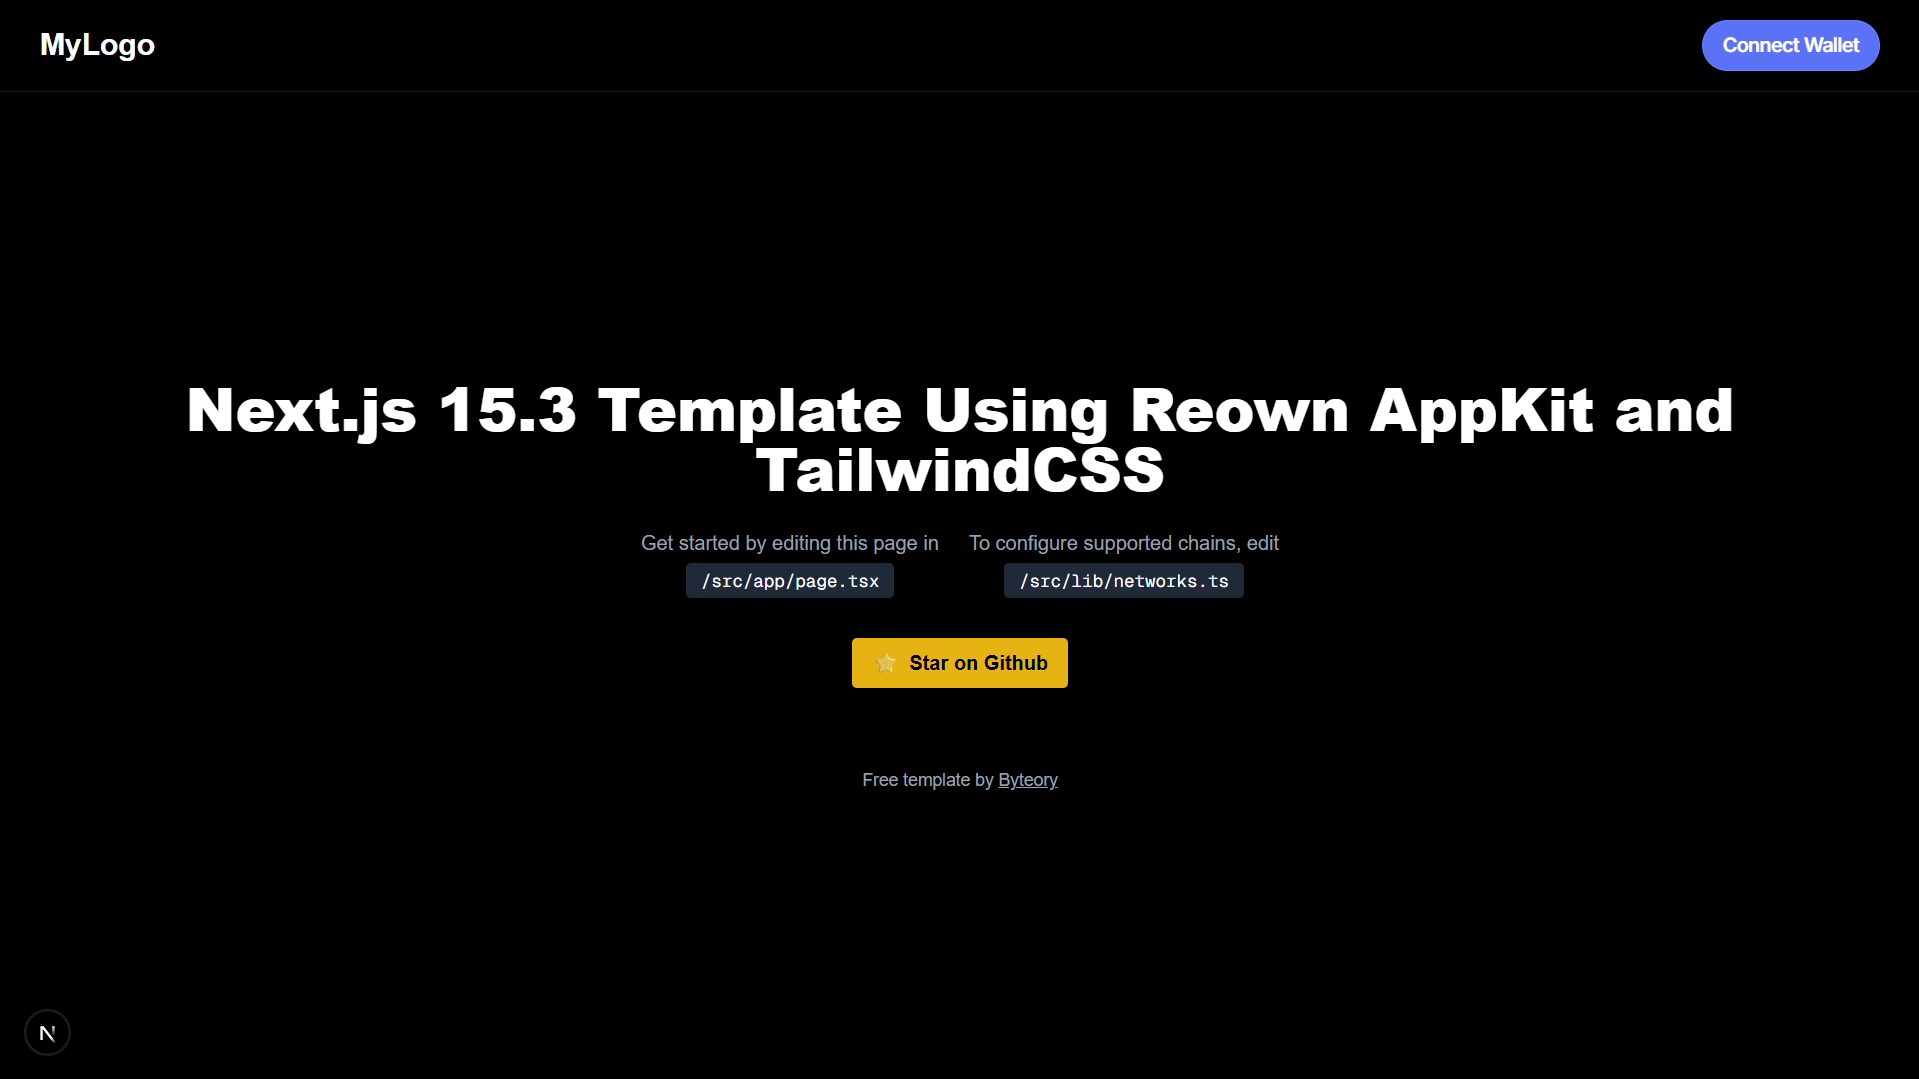 MyLogo
Connect Wallet
Next.js 15.3 Template Using Reown AppKit and
TailwindCSS
Get started by editing this page in
/src/app/page.tsx
To configure supported chains, edit
/src/lib/networks.ts
⭐ Star on Github
Free template by Byteory
N